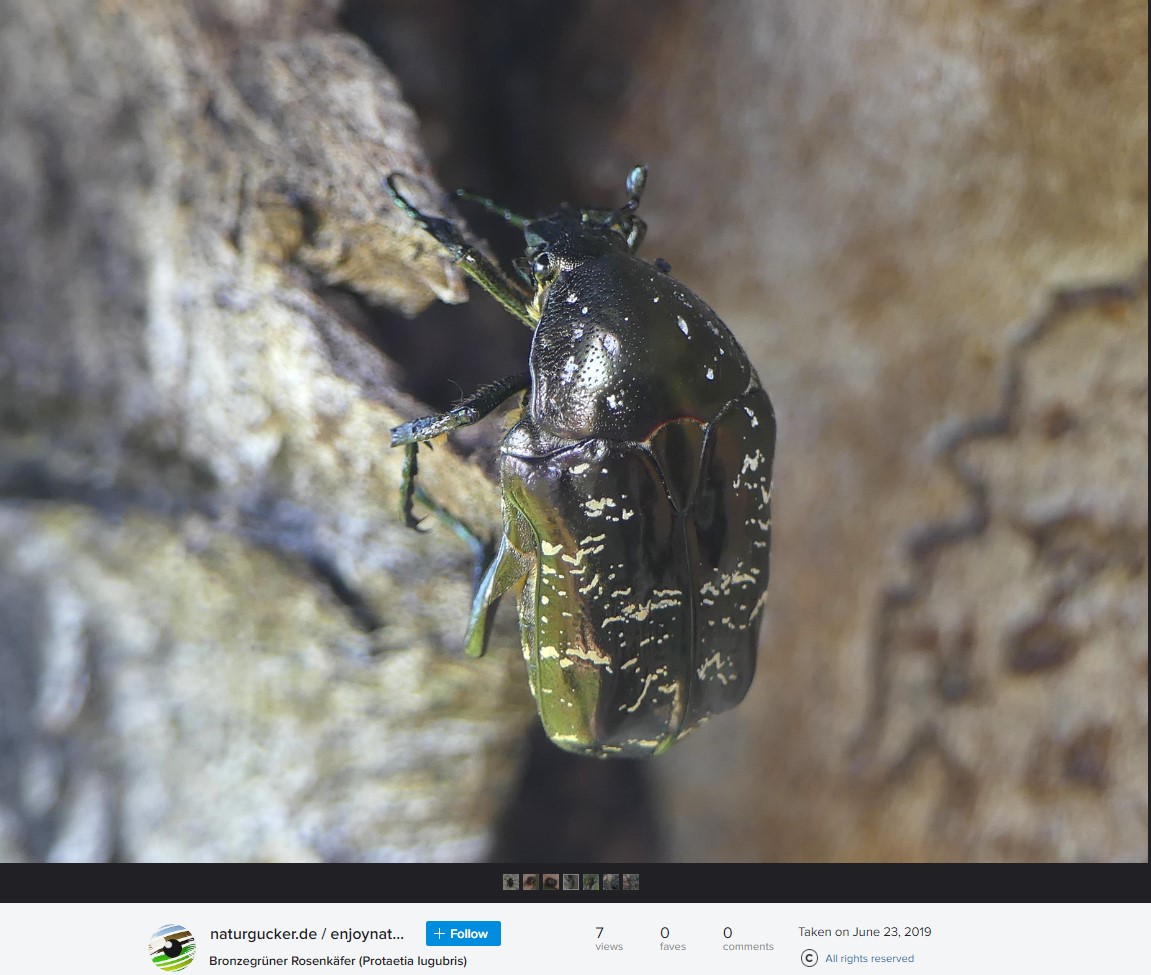 naturgucker.de / enjoynat...
+ Follow
Bronzegrüner Rosenkäfer (Protaetia lugubris)
7
views
0
faves
0
comments
Taken on June 23, 2019
© All rights reserved